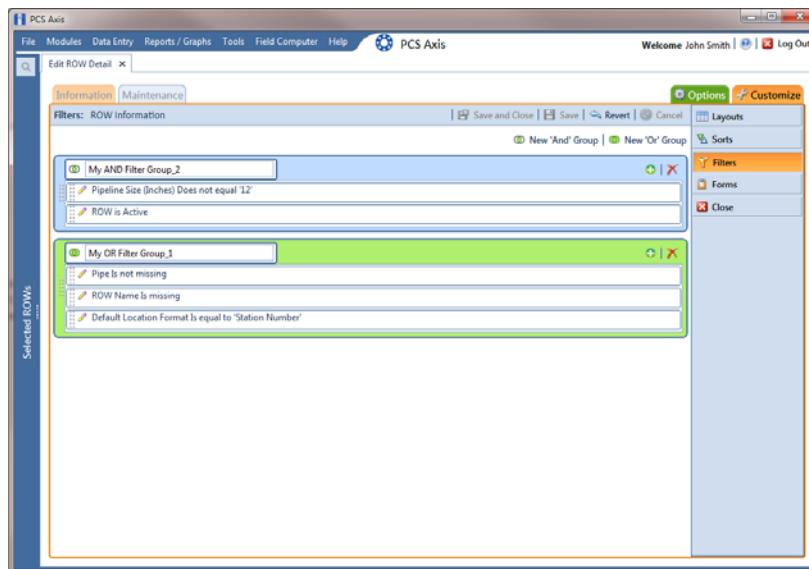 PCS Axis
File Modules Data Entry Reports / Graphs Tools Field Computer Help PCS Axis Welcome John Smith | | Log Out
Edit ROW Detail
Information Maintenance Options Customize
Filters: ROW Information | Save and Close | Save | Revert | Cancel
Layouts
New 'And' Group | New 'Or' Group
Sorts
My AND Filter Group_2
Filters
Pipeline Size (Inches) Does not equal '12'
Forms
ROW is Active
Close
My OR Filter Group_1
Pipe Is not missing
ROW Name Is missing
Default Location Format Is equal to 'Station Number'
Selected ROWs